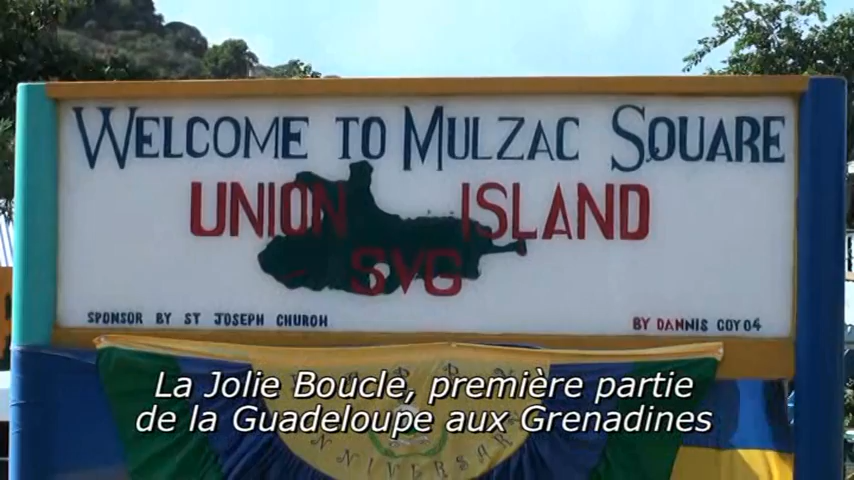 WELCOME TO MULZAC SQUARE
UNION ISLAND
SVG
SPONSOR BY ST JOSEPH CHURCH
BY DANNIS COY04
La Jolie Boucle, première partie
de la Guadeloupe aux Grenadines
ANNIVERSARY